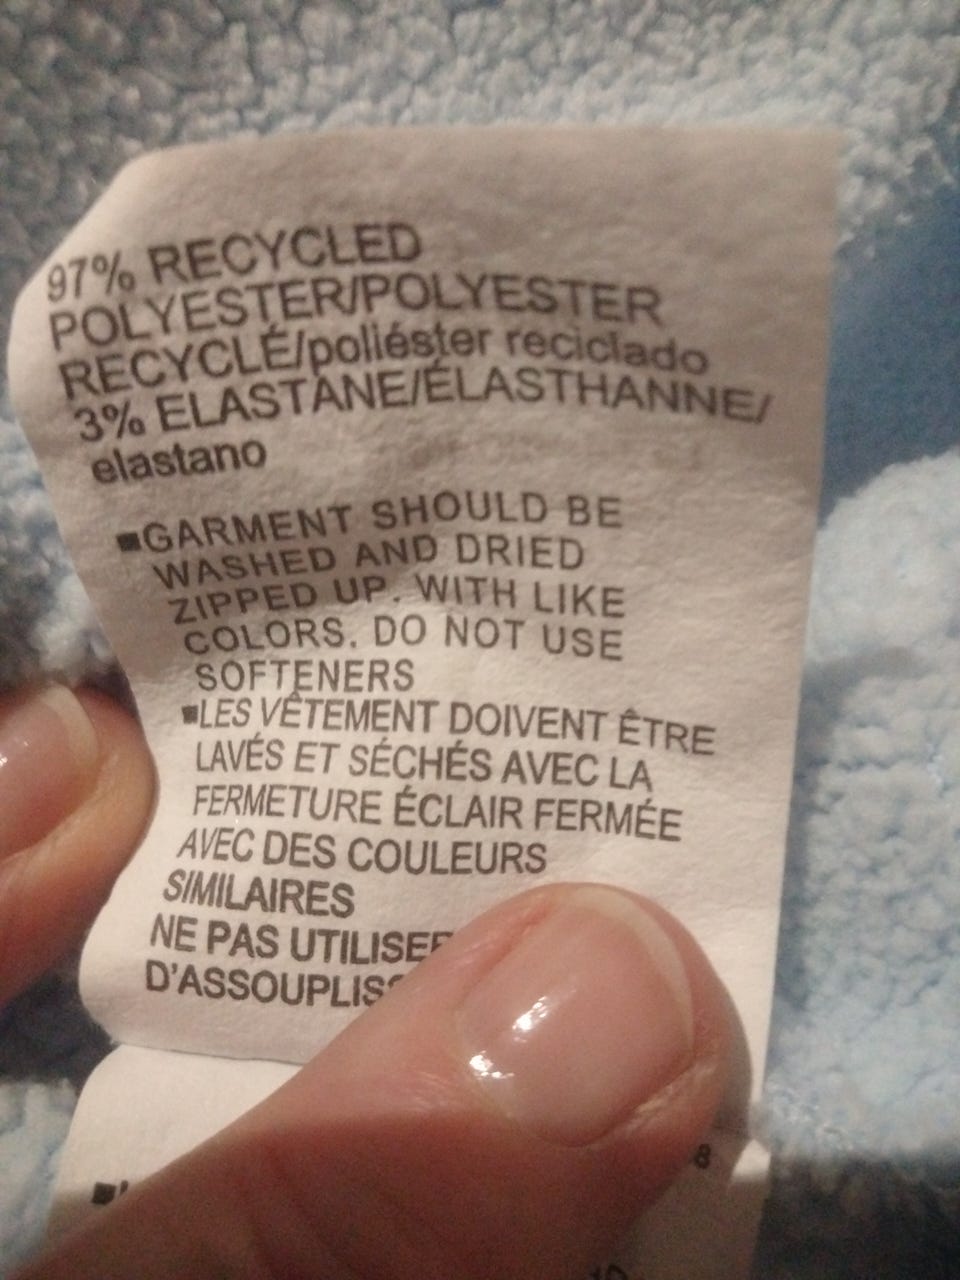 97% RECYCLED
POLYESTER/POLYESTER
RECYCLÉ/poliéster reciclado
3% ELASTANE/ÉLASTHANNE/
elastano
■GARMENT SHOULD BE
WASHED AND DRIED
ZIPPED UP. WITH LIKE
COLORS. DO NOT USE
SOFTENERS
■LES VÊTEMENT DOIVENT ÊTRE
LAVÉS ET SÉCHÉS AVEC LA
FERMETURE ÉCLAIR FERMÉE
AVEC DES COULEURS
SIMILAIRES
NE PAS UTILISER
8